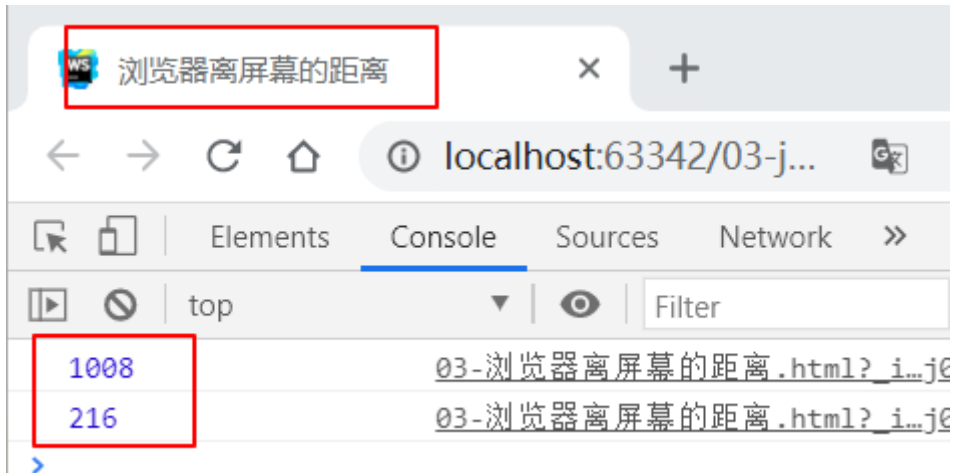 WS 浏览器离屏幕的距离
localhost:63342/03-j...
Elements Console Sources Network
top Filter
1008 03-浏览器离屏幕的距离.html?_i…j0
216 03-浏览器离屏幕的距离.html?_i…j0